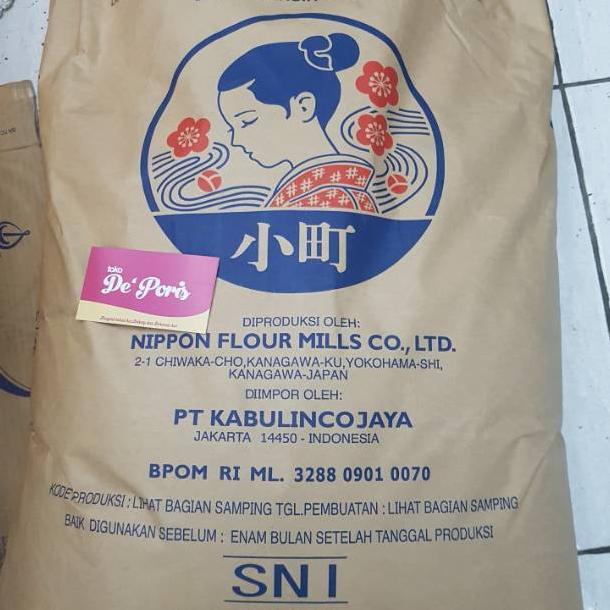 小町
toko
De' Poris
DIPRODUKSI OLEH:
NIPPON FLOUR MILLS CO., LTD.
2-1 CHIWAKA-CHO,KANAGAWA-KU,YOKOHAMA-SHI,
KANAGAWA-JAPAN
DIIMPOR OLEH:
PT KABULINCOJAYA
JAKARTA 14450 - INDONESIA
BPOM RI ML. 3288 0901 0070
KODE PRODUKSI : LIHAT BAGIAN SAMPING TGL.PEMBUATAN : LIHAT BAGIAN SAMPING
BAIK DIGUNAKAN SEBELUM : ENAM BULAN SETELAH TANGGAL PRODUKSI
SNI